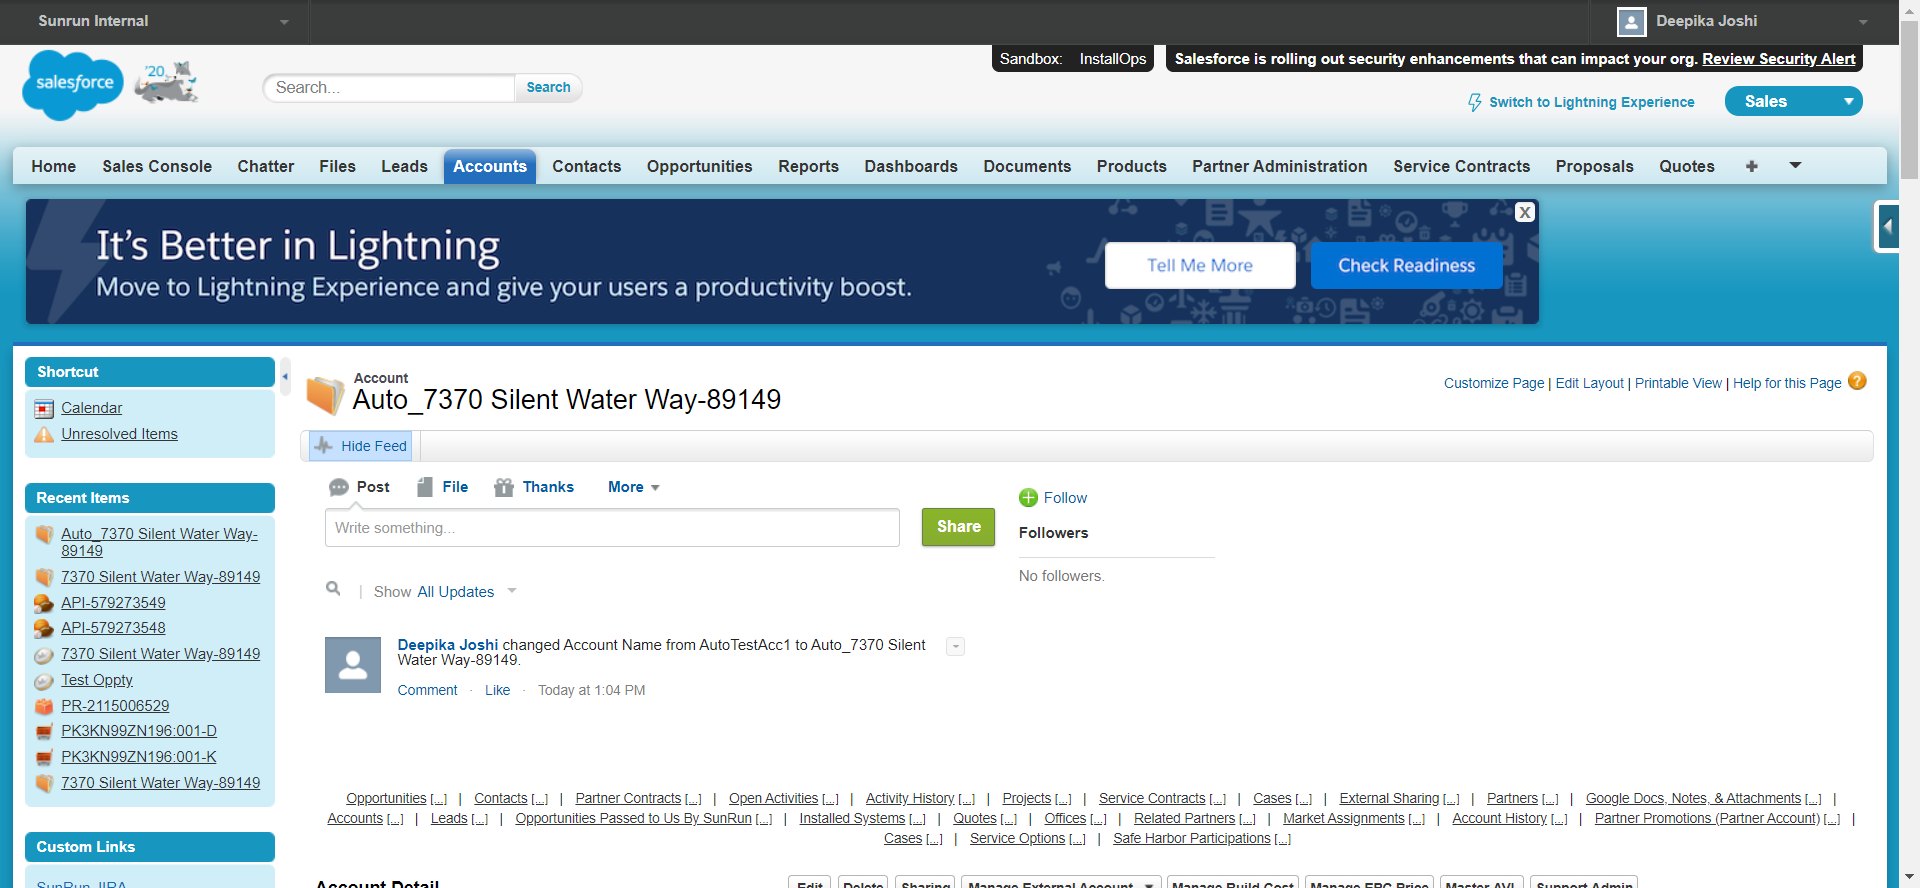 Sunrun Internal
Deepika Joshi
Sandbox: InstallOps
Salesforce is rolling out security enhancements that can impact your org. Review Security Alert
salesforce
'20
Search...
Search
Switch to Lightning Experience
Sales
Home
Sales Console
Chatter
Files
Leads
Accounts
Contacts
Opportunities
Reports
Dashboards
Documents
Products
Partner Administration
Service Contracts
Proposals
Quotes
+
It's Better in Lightning
Move to Lightning Experience and give your users a productivity boost.
Tell Me More
Check Readiness
X
Shortcut
Calendar
Unresolved Items
Recent Items
Auto_7370 Silent Water Way-
89149
7370 Silent Water Way-89149
API-579273549
API-579273548
7370 Silent Water Way-89149
Test Oppty
PR-2115006529
PK3KN99ZN196:001-D
PK3KN99ZN196:001-K
7370 Silent Water Way-89149
Custom Links
SunRun JIRA
Account
Auto_7370 Silent Water Way-89149
Customize Page | Edit Layout | Printable View | Help for this Page ?
Hide Feed
Post
File
Thanks
More
Write something...
Share
Follow
Followers
No followers.
Show All Updates
Deepika Joshi changed Account Name from AutoTestAcc1 to Auto_7370 Silent
Water Way-89149.
Comment · Like · Today at 1:04 PM
Opportunities [...] | Contacts [...] | Partner Contracts [...] | Open Activities [...] | Activity History [...] | Projects [...] | Service Contracts [...] | Cases [...] | External Sharing [...] | Partners [...] | Google Docs, Notes, & Attachments [...] |
Accounts [...] | Leads [...] | Opportunities Passed to Us By SunRun [...] | Installed Systems [...] | Quotes [...] | Offices [...] | Related Partners [...] | Market Assignments [...] | Account History [...] | Partner Promotions (Partner Account) [...] |
Cases [...] | Service Options [...] | Safe Harbor Participations [...]
Account Detail
Edit
Delete
Sharing
Manage External Account
Manage Build Cost
Manage EPC Price
Master AVL
Support Admin